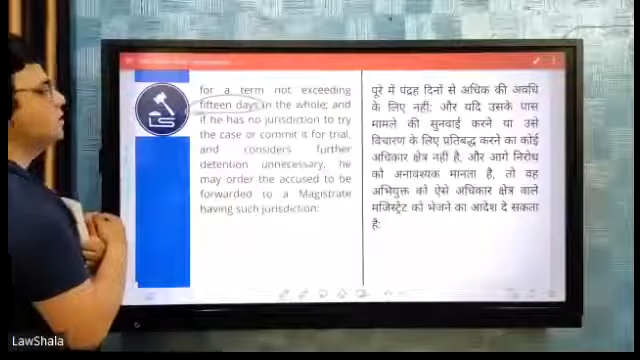 for a term not exceeding
fifteen days in the whole; and
if he has no jurisdiction to try
the case or commit it for trial,
and considers further
detention unnecessary, he
may order the accused to be
forwarded to a Magistrate
having such jurisdiction:
पूरे में पंद्रह दिनों से अधिक की अवधि
के लिए नहीं; और यदि उसके पास
मामले की सुनवाई करने या उसे
विचारण के लिए प्रतिबद्ध करने का कोई
अधिकार क्षेत्र नहीं है, और आगे निरोध
को अनावश्यक मानता है, तो वह
अभियुक्त को ऐसे अधिकार क्षेत्र वाले
मजिस्ट्रेट को भेजने का आदेश दे सकता
है:
LS
LawShala